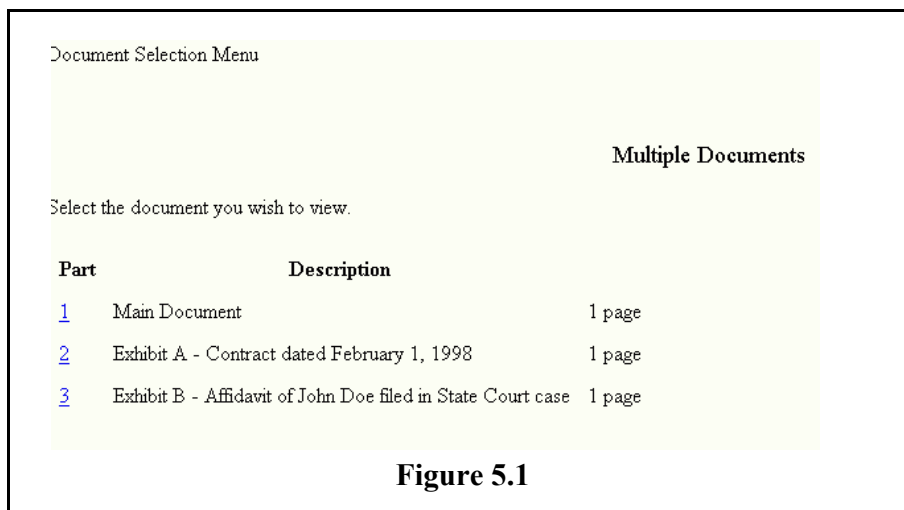 Document Selection Menu
Multiple Documents
Select the document you wish to view.
Part Description
1 Main Document 1 page
2 Exhibit A - Contract dated February 1, 1998 1 page
3 Exhibit B - Affidavit of John Doe filed in State Court case 1 page
Figure 5.1